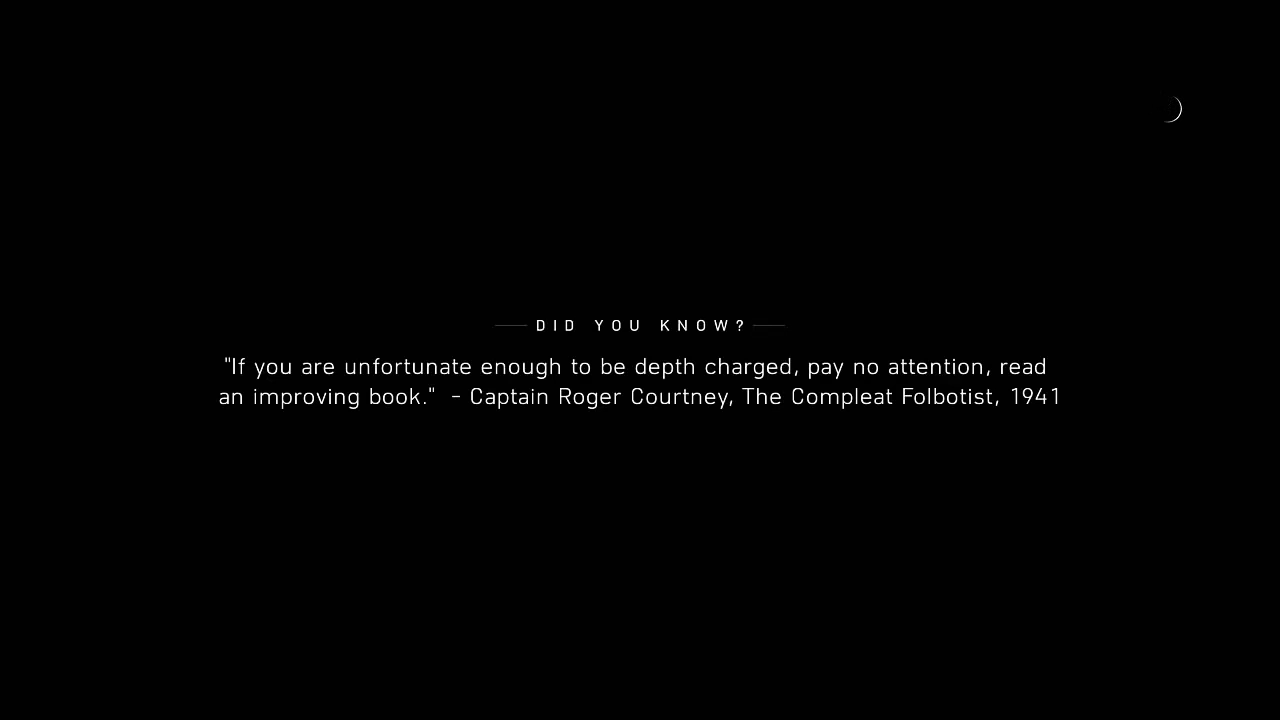 DID YOU KNOW?
"If you are unfortunate enough to be depth charged, pay no attention, read
an improving book."  - Captain Roger Courtney, The Compleat Folbotist, 1941